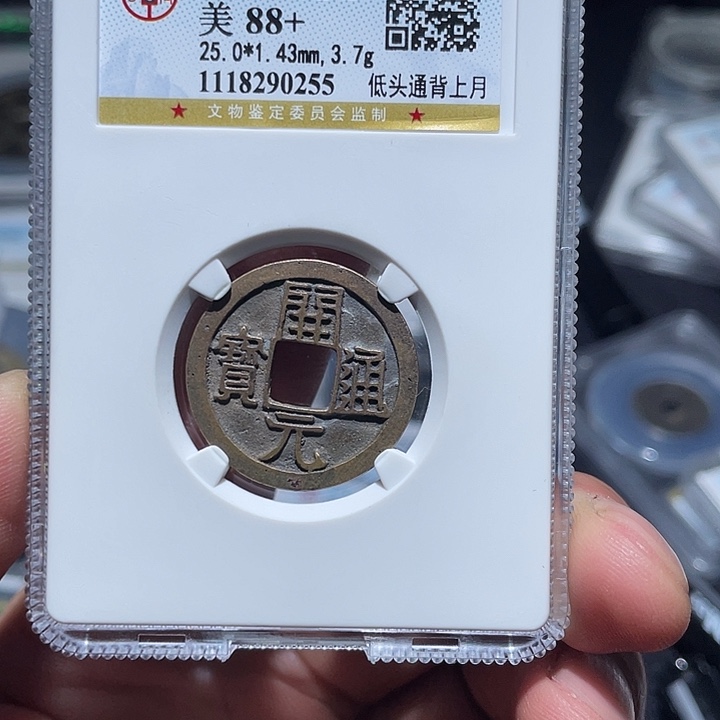 美 88+
25.0*1.43mm, 3.7g
1118290255 低头通背上月
★ 文物鉴定委员会监制 ★
開元通寶